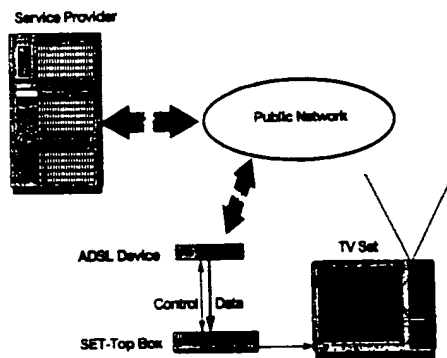 Service Provider
Public Network
ADSL Device
TV Set
Control
Data
SET-Top Box